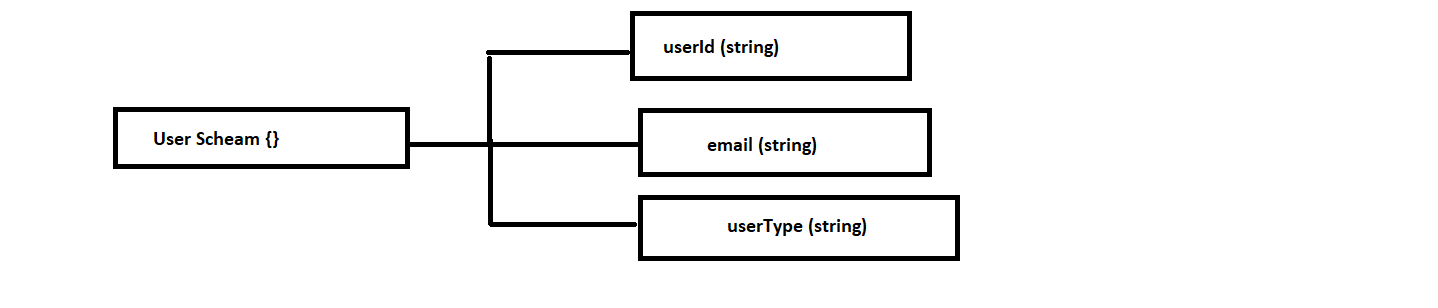 userId (string)
User Scheam {}
email (string)
userType (string)